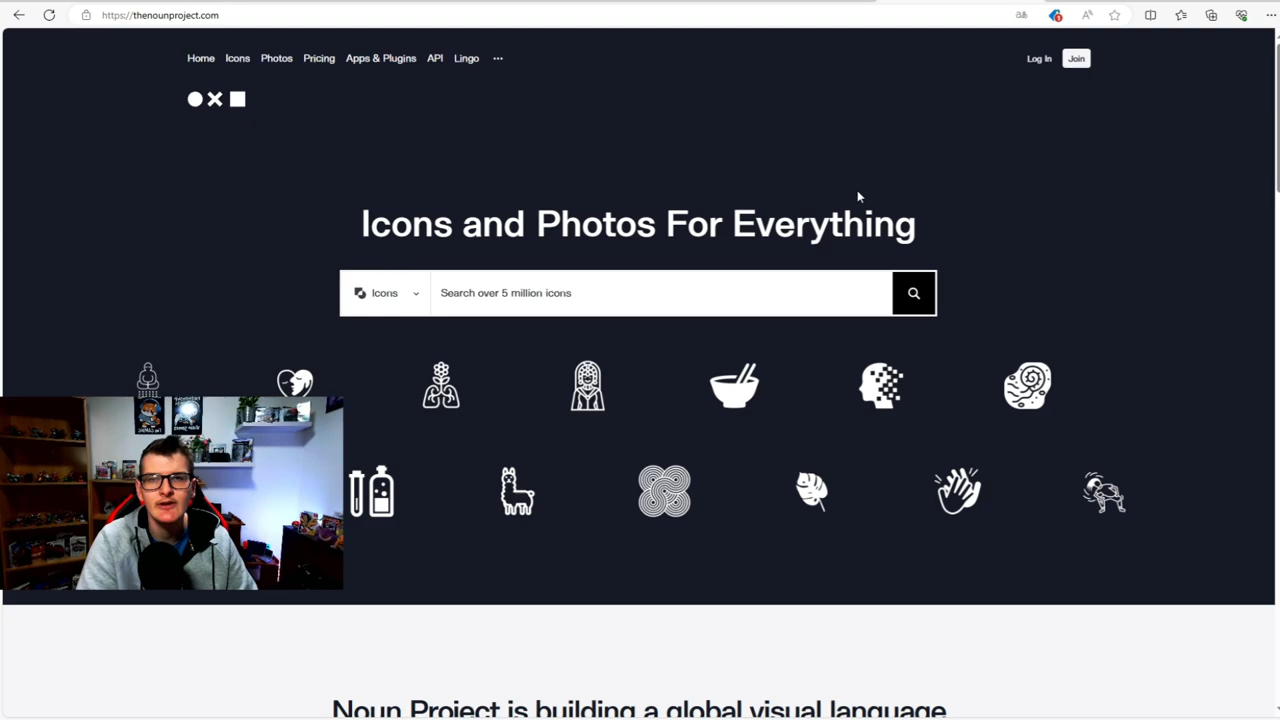 https://thenounproject.com
Home Icons Photos Pricing Apps & Plugins API Lingo ...
Log In Join
Icons and Photos For Everything
Icons Search over 5 million icons
Noun Project is building a global visual language